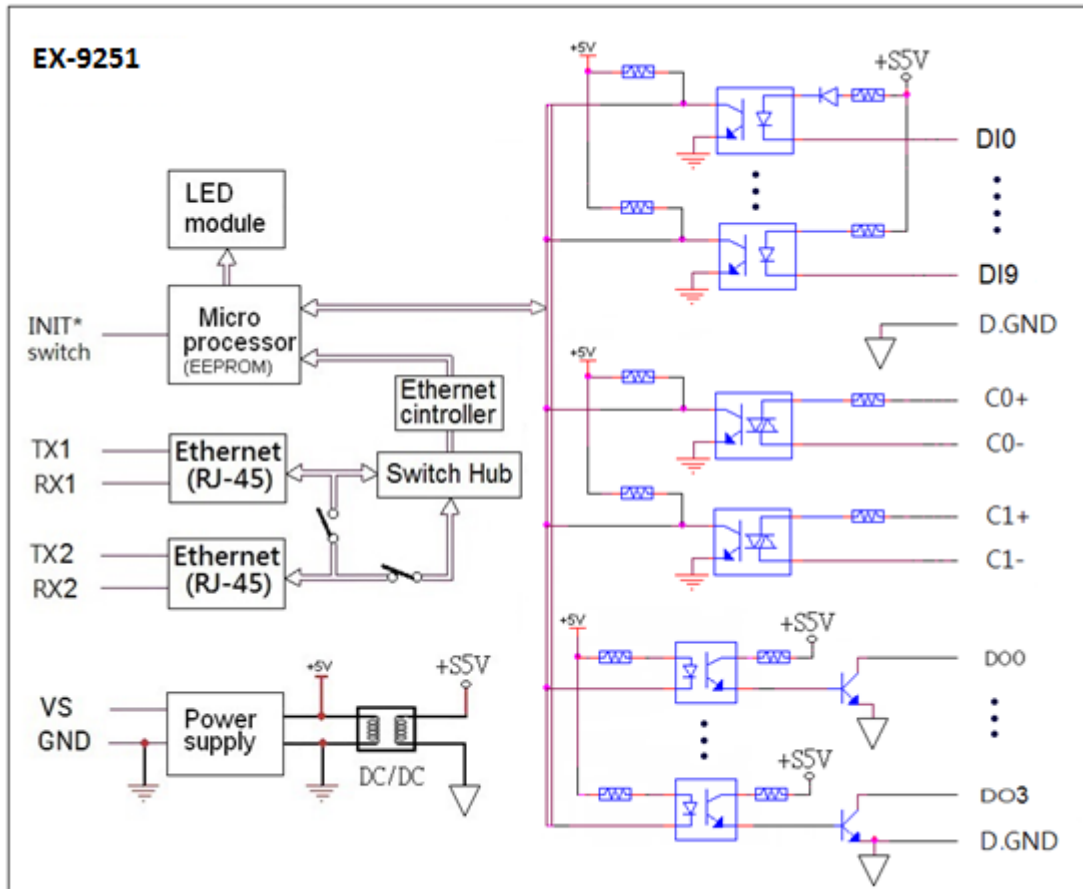 EX-9251
LED
module
INIT*
switch
Micro
processor
(EEPROM)
Ethernet
cintroller
TX1
RX1
Ethernet
(RJ-45)
Switch Hub
TX2
RX2
Ethernet
(RJ-45)
VS
GND
Power
supply
+5V
+S5V
DC/DC
+5V
+S5V
DI0
DI9
D.GND
+5V
C0+
C0-
C1+
C1-
+5V
+S5V
DO0
+S5V
DO3
D.GND